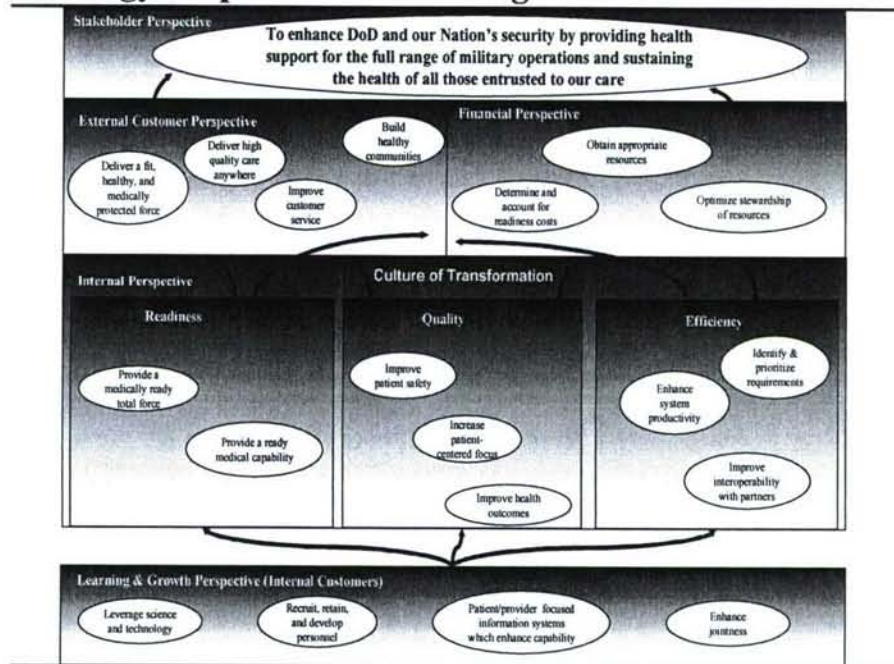 Stakeholder Perspective
To enhance DoD and our Nation's security by providing health
support for the full range of military operations and sustaining
the health of all those entrusted to our care
External Customer Perspective
Deliver a fit,
healthy, and
medically
protected force
Deliver high
quality care
anywhere
Improve
customer
service
Build
healthy
communities
Financial Perspective
Obtain appropriate
resources
Determine and
account for
readiness costs
Optimize stewardship
of resources
Internal Perspective
Culture of Transformation
Readiness
Provide a
medically ready
total force
Provide a ready
medical capability
Quality
Improve
patient safety
Increase
patient-
centered focus
Improve health
outcomes
Efficiency
Identify &
prioritize
requirements
Enhance
system
productivity
Improve
interoperability
with partners
Learning & Growth Perspective (Internal Customers)
Leverage science
and technology
Recruit, retain,
and develop
personnel
Patient/provider focused
information systems
which enhance capability
Enhance
jointness